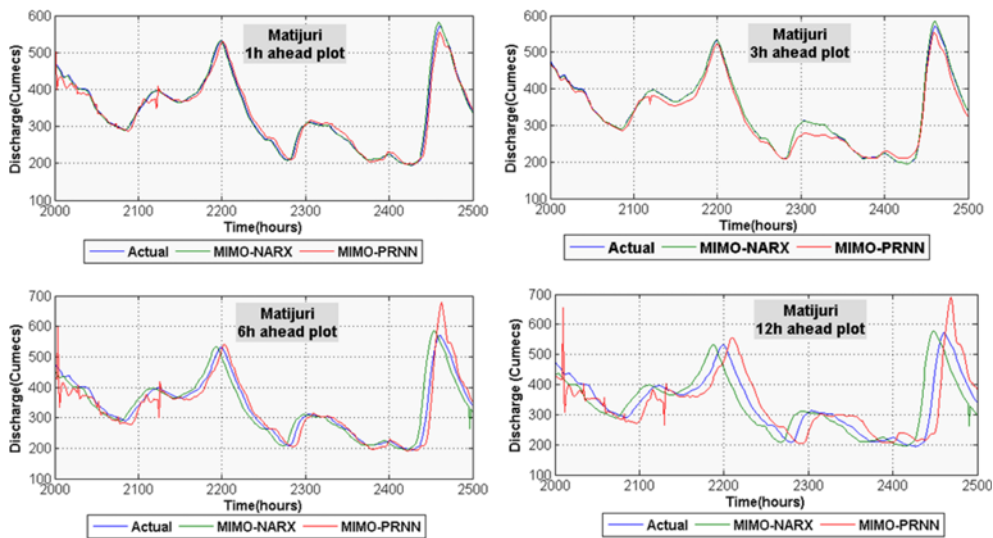 Discharge(Cumecs)
600
500
400
300
200
100
Matijuri
1h ahead plot
2000 2100 2200 2300 2400 2500
Time(hours)
Actual MIMO-NARX MIMO-PRNN
Discharge(Cumecs)
600
500
400
300
200
100
Matijuri
3h ahead plot
2000 2100 2200 2300 2400 2500
Time(hours)
Actual MIMO-NARX MIMO-PRNN
Discharge(Cumecs)
700
600
500
400
300
200
100
Matijuri
6h ahead plot
2000 2100 2200 2300 2400 2500
Time(hours)
Actual MIMO-NARX MIMO-PRNN
Discharge (Cumecs)
700
600
500
400
300
200
100
Matijuri
12h ahead plot
2000 2100 2200 2300 2400 2500
Time(hours)
Actual MIMO-NARX MIMO-PRNN